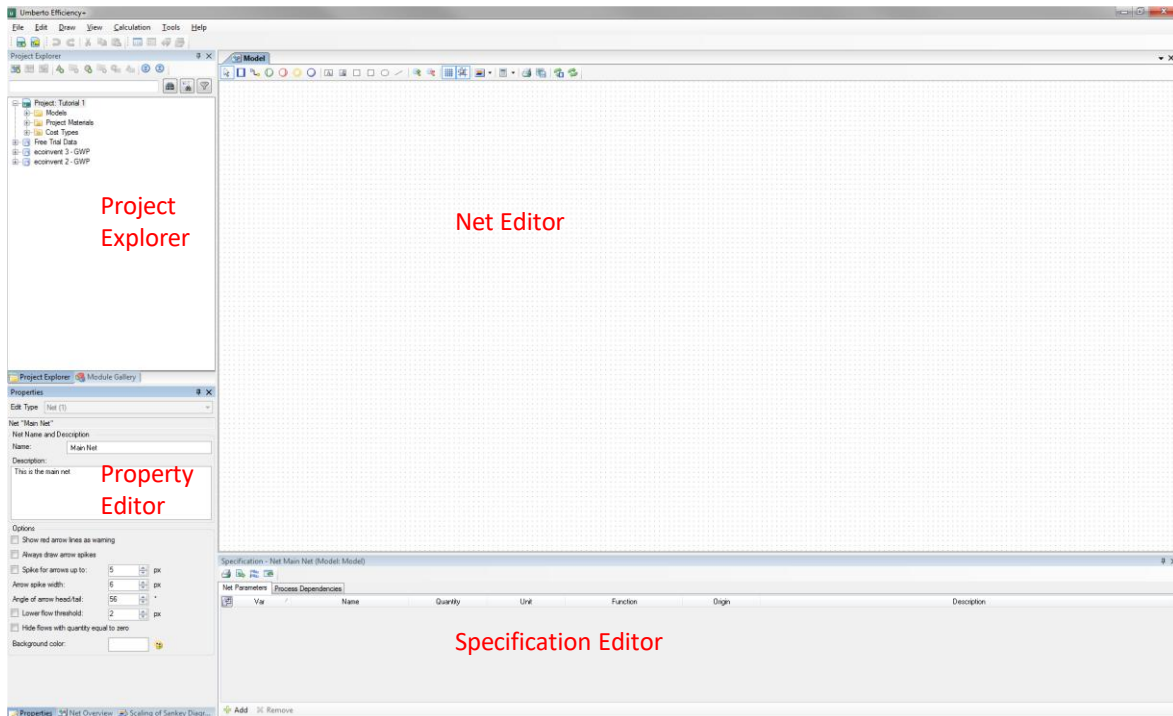 Umberto Efficiency+
File Edit Draw View Calculation Tools Help
Project Explorer
Model
Project: Tutorial 1
Models
Project Materials
Cost Types
Free Trial Data
ecoinvent 3 - GWP
ecoinvent 2 - GWP
Project
Explorer
Net Editor
Project Explorer Module Gallery
Properties
Edit Type Net (1)
Net "Main Net"
Net Name and Description
Name: Main Net
Description:
This is the main net
Property
Editor
Options
Show red arrow lines as warning
Always draw arrow spikes
Spike for arrows up to: 5 px
Arrow spike width: 6 px
Angle of arrow head/tail: 56 °
Lower flow threshold: 2 px
Hide flows with quantity equal to zero
Background color:
Properties Net Overview Scaling of Sankey Diagr...
Specification - Net Main Net (Model: Model)
Net Parameters Process Dependencies
Var Name Quantity Unit Function Origin Description
Specification Editor
Add Remove